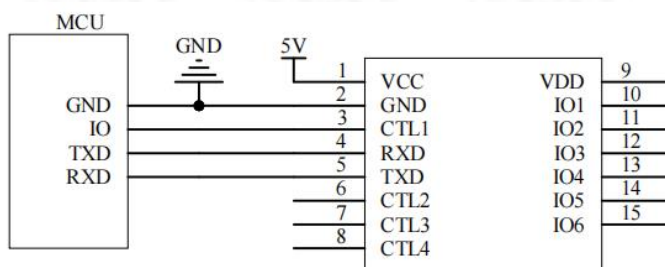 MCU
GND
IO
TXD
RXD
GND
5V
1
2
3
4
5
6
7
8
VCC
GND
CTL1
RXD
TXD
CTL2
CTL3
CTL4
VDD
IO1
IO2
IO3
IO4
IO5
IO6
9
10
11
12
13
14
15